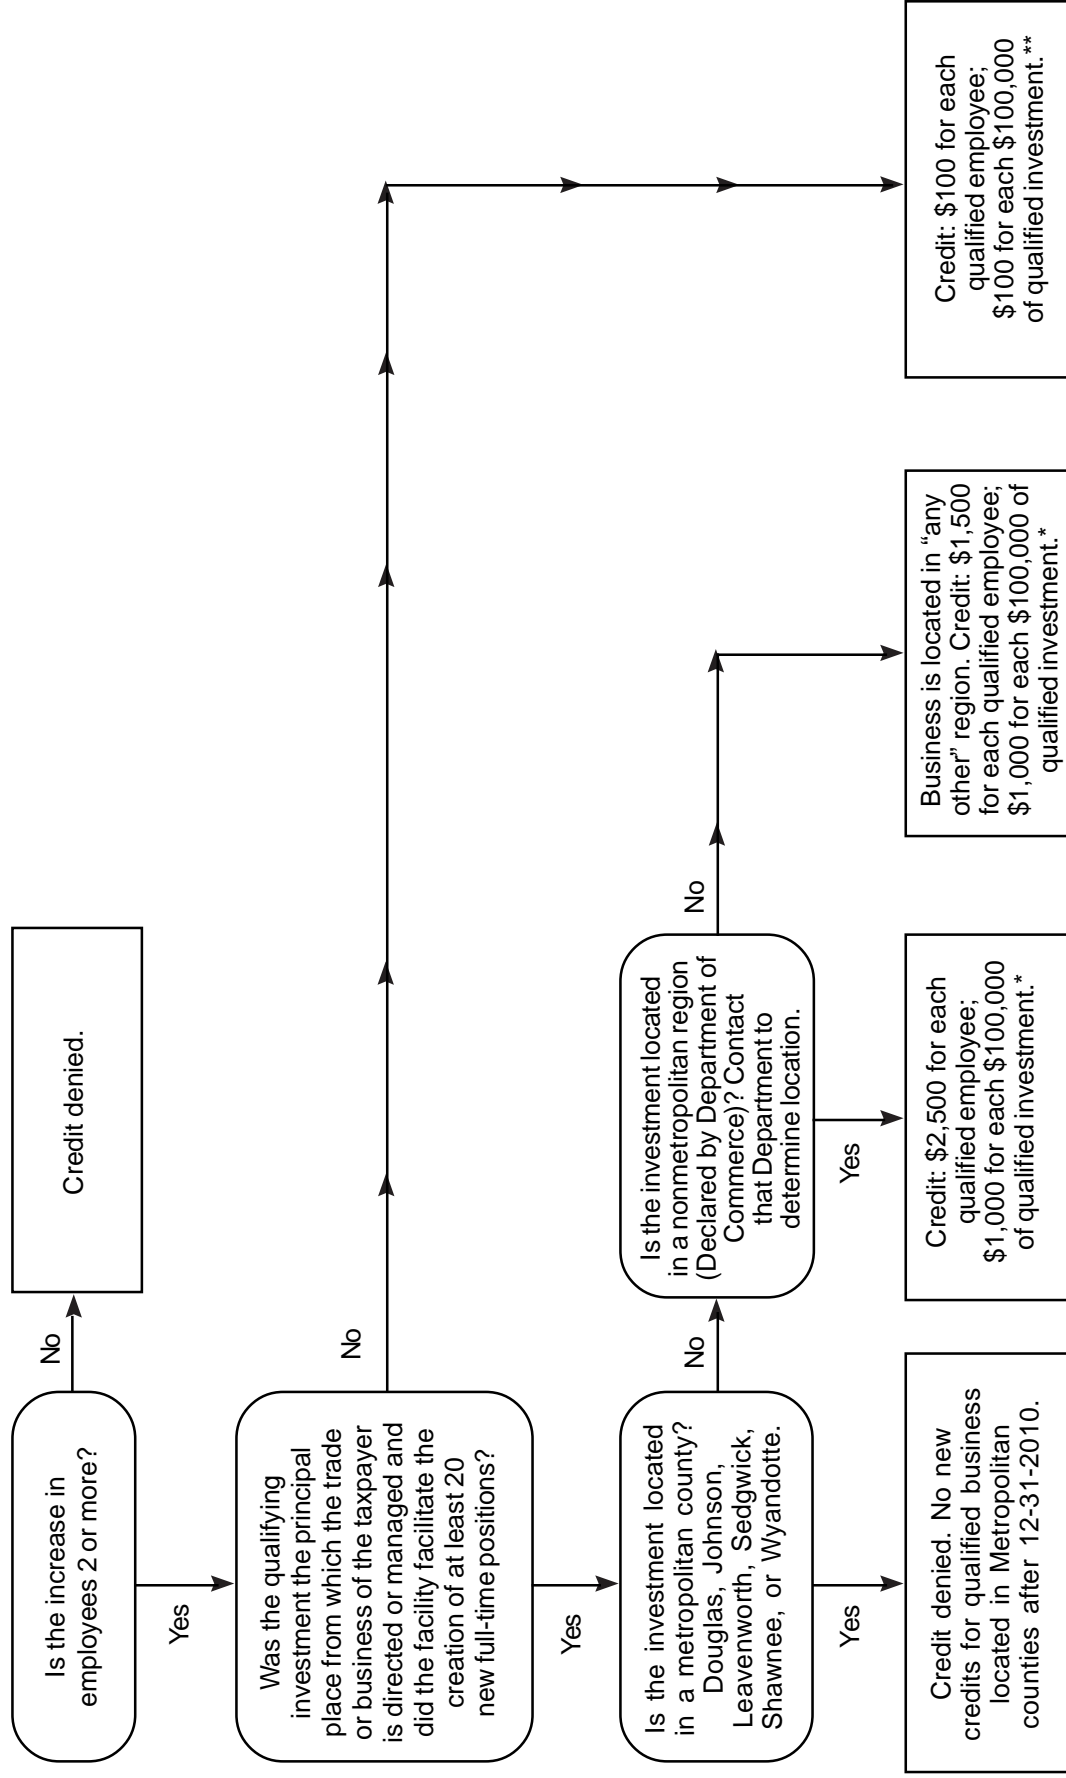 Is the increase in
employees 2 or more?
No
Credit denied.
Yes
Was the qualifying
investment the principal
place from which the trade
or business of the taxpayer
is directed or managed and
did the facility facilitate the
creation of at least 20
new full-time positions?
No
Yes
Is the investment located
in a metropolitan county?
Douglas, Johnson,
Leavenworth, Sedgwick,
Shawnee, or Wyandotte.
No
Is the investment located
in a nonmetropolitan region
(Declared by Department of
Commerce)? Contact
that Department to
determine location.
No
Yes
Yes
Credit denied. No new
credits for qualified business
located in Metropolitan
counties after 12-31-2010.
Credit: $2,500 for each
qualified employee;
$1,000 for each $100,000
of qualified investment.*
Business is located in “any
other” region. Credit: $1,500
for each qualified employee;
$1,000 for each $100,000 of
qualified investment.*
Credit: $100 for each
qualified employee;
$100 for each $100,000
of qualified investment.**